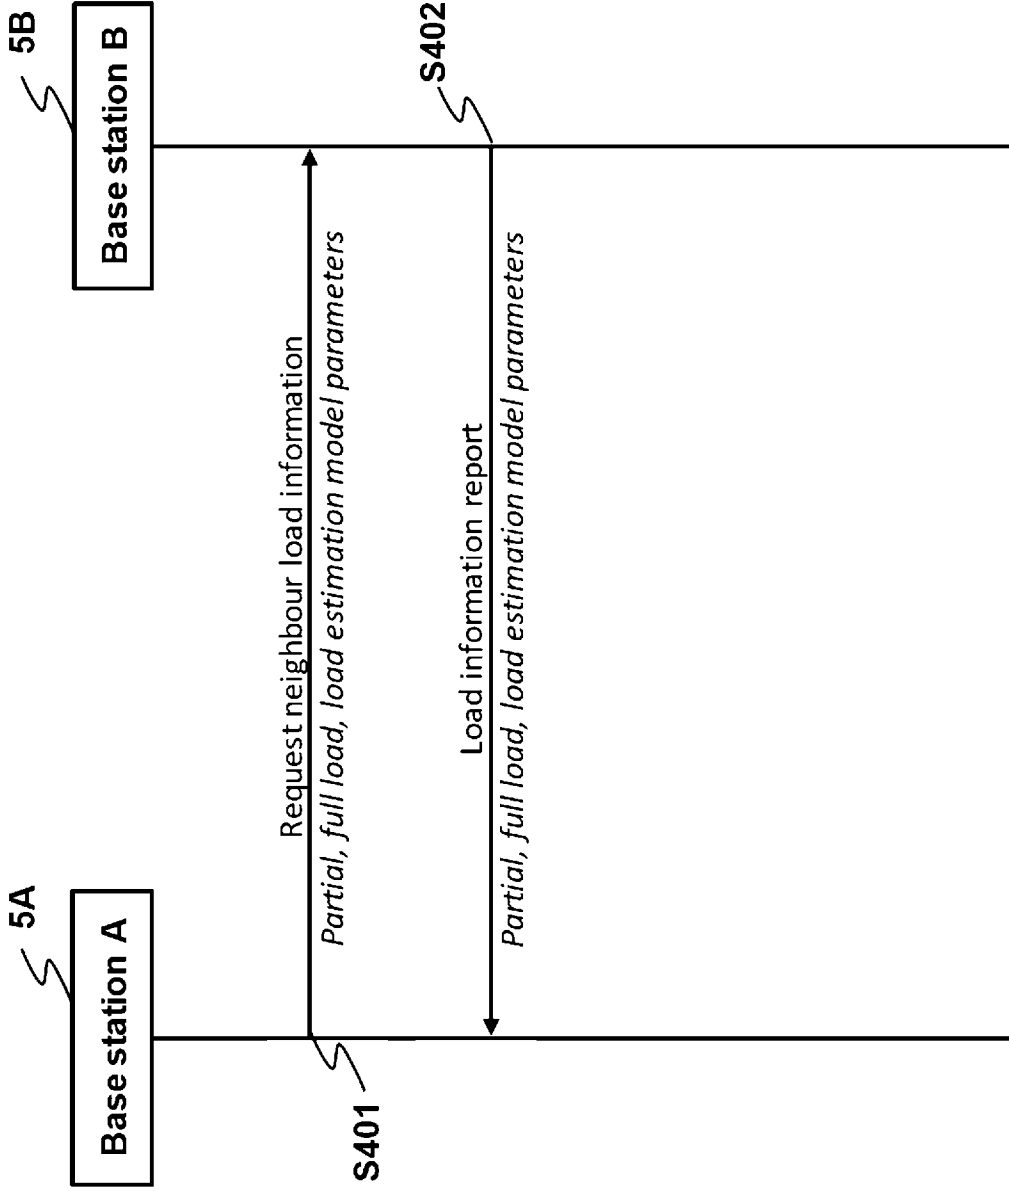 5A
5B
Base station A
Base station B
Request neighbour load information
Partial, full load, load estimation model parameters
S401
S402
Load information report
Partial, full load, load estimation model parameters